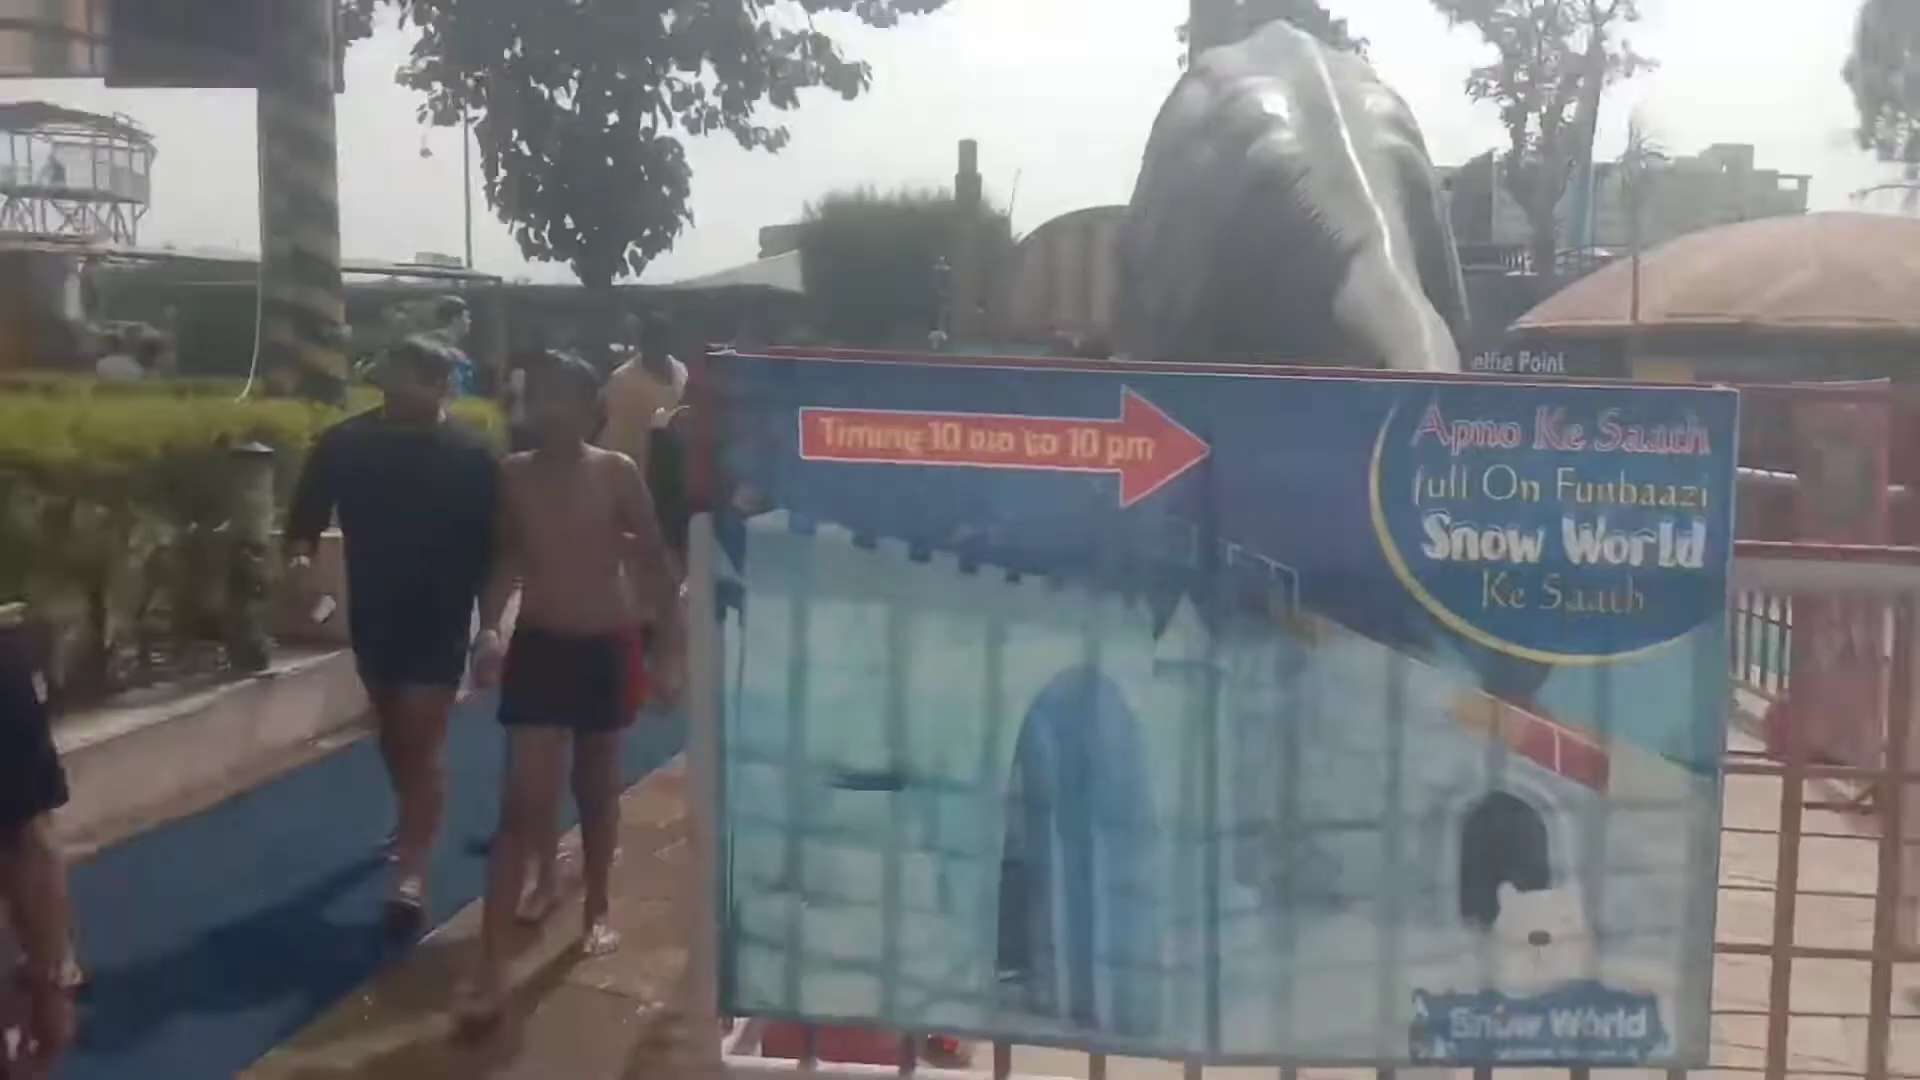 Timing 10 am to 10 pm
elfie Point
Apno Ke Saath
full On Funbaazi
Snow World
Ke Saath
Snow World